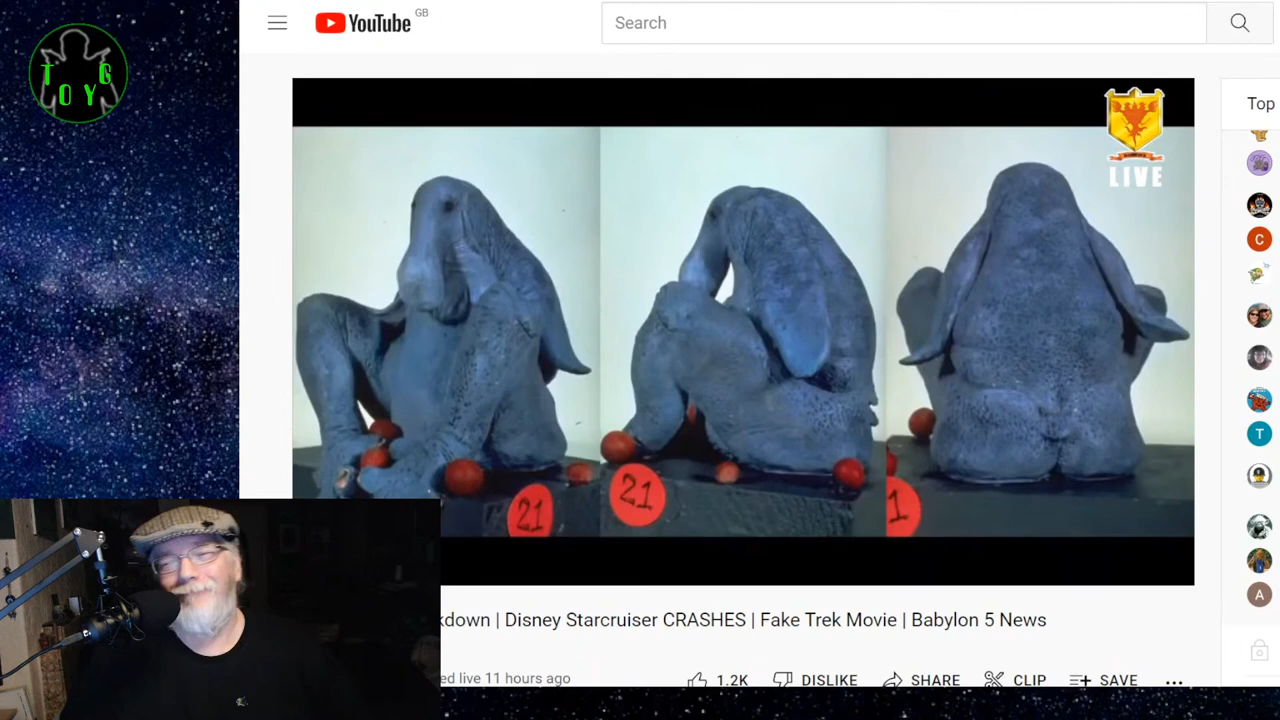 YouTube GB
Search
TOYG
Top
LIVE
21
21
1
C
T
A
kdown | Disney Starcruiser CRASHES | Fake Trek Movie | Babylon 5 News
ed live 11 hours ago
1.2K
DISLIKE
SHARE
CLIP
SAVE